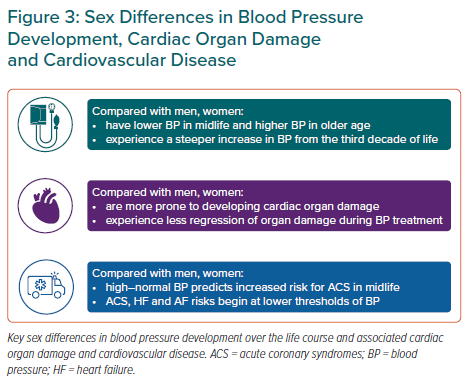 Figure 3: Sex Differences in Blood Pressure
Development, Cardiac Organ Damage
and Cardiovascular Disease
Compared with men, women:
• have lower BP in midlife and higher BP in older age
• experience a steeper increase in BP from the third decade of life
Compared with men, women:
• are more prone to developing cardiac organ damage
• experience less regression of organ damage during BP treatment
Compared with men, women:
• high–normal BP predicts increased risk for ACS in midlife
• ACS, HF and AF risks begin at lower thresholds of BP
Key sex differences in blood pressure development over the life course and associated cardiac
organ damage and cardiovascular disease. ACS = acute coronary syndromes; BP = blood
pressure; HF = heart failure.